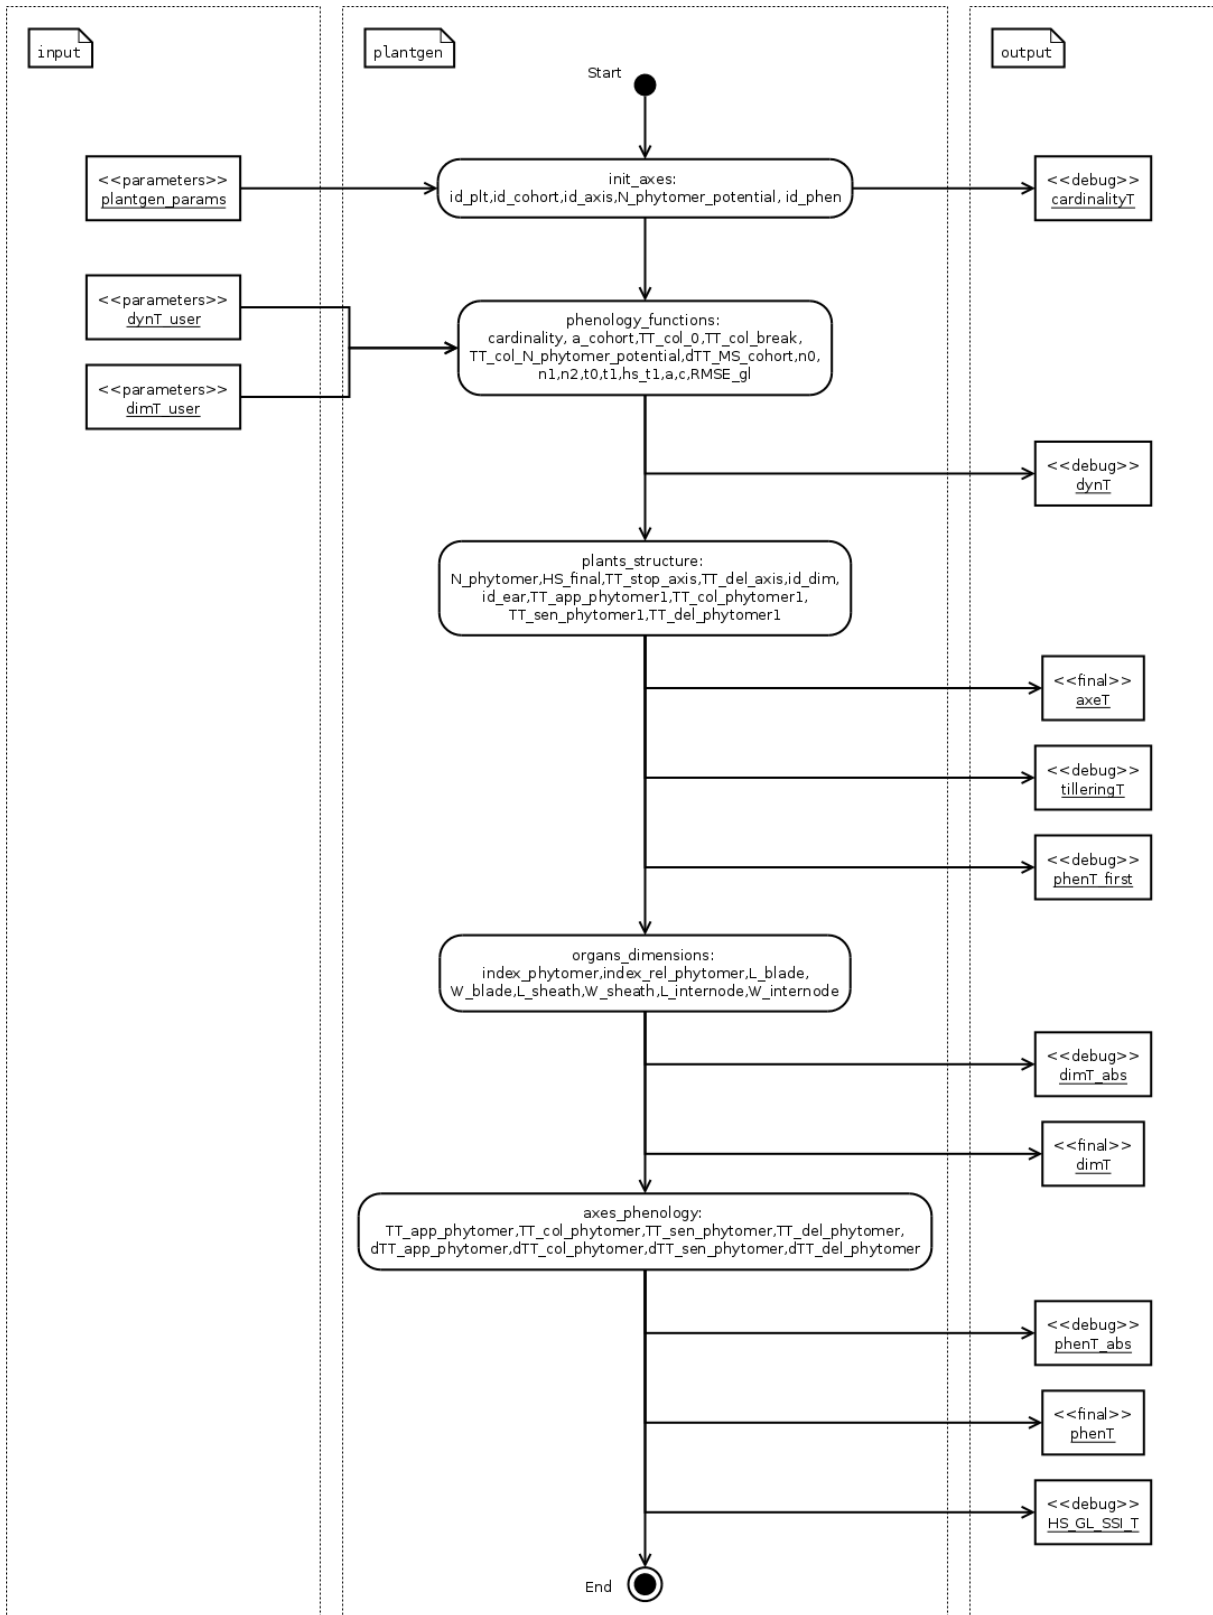 input
plantgen
output
Start
<<parameters>>
plantgen_params
init_axes:
id_plt,id_cohort,id_axis,N_phytomer_potential, id_phen
<<debug>>
cardinalityT
<<parameters>>
dynT_user
<<parameters>>
dimT_user
phenology_functions:
cardinality, a_cohort,TT_col_0,TT_col_break,
TT_col_N_phytomer_potential,dTT_MS_cohort,n0,
n1,n2,t0,t1,hs_t1,a,c,RMSE_gl
<<debug>>
dynT
plants_structure:
N_phytomer,HS_final,TT_stop_axis,TT_del_axis,id_dim,
id_ear,TT_app_phytomer1,TT_col_phytomer1,
TT_sen_phytomer1,TT_del_phytomer1
<<final>>
axeT
<<debug>>
tilleringT
<<debug>>
phenT_first
organs_dimensions:
index_phytomer,index_rel_phytomer,L_blade,
W_blade,L_sheath,W_sheath,L_internode,W_internode
<<debug>>
dimT_abs
<<final>>
dimT
axes_phenology:
TT_app_phytomer,TT_col_phytomer,TT_sen_phytomer,TT_del_phytomer,
dTT_app_phytomer,dTT_col_phytomer,dTT_sen_phytomer,dTT_del_phytomer
<<debug>>
phenT_abs
<<final>>
phenT
<<debug>>
HS_GL_SSI_T
End